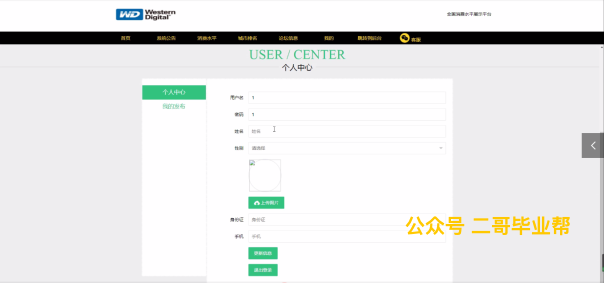 WD Western Digital
全国消费水平展示平台
首页 系统公告 消费水平 城市排名 论坛信息 我的 跳转到后台 客服
USER / CENTER
个人中心
个人中心
我的发布
用户名 1
密码 1
姓名 姓名
性别 请选择
上传图片
身份证 身份证
手机 手机
更新信息
退出登录
公众号 二哥毕业帮